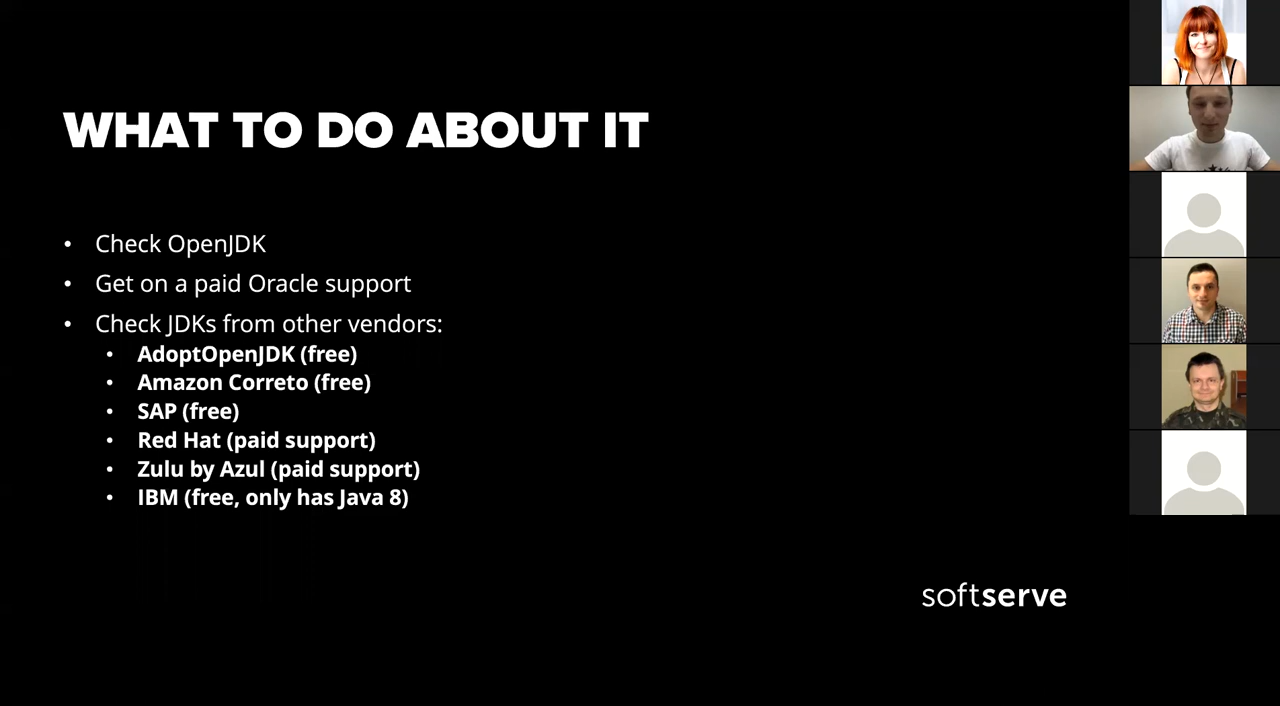 WHAT TO DO ABOUT IT
• Check OpenJDK
• Get on a paid Oracle support
• Check JDKs from other vendors:
• AdoptOpenJDK (free)
• Amazon Correto (free)
• SAP (free)
• Red Hat (paid support)
• Zulu by Azul (paid support)
• IBM (free, only has Java 8)
softserve